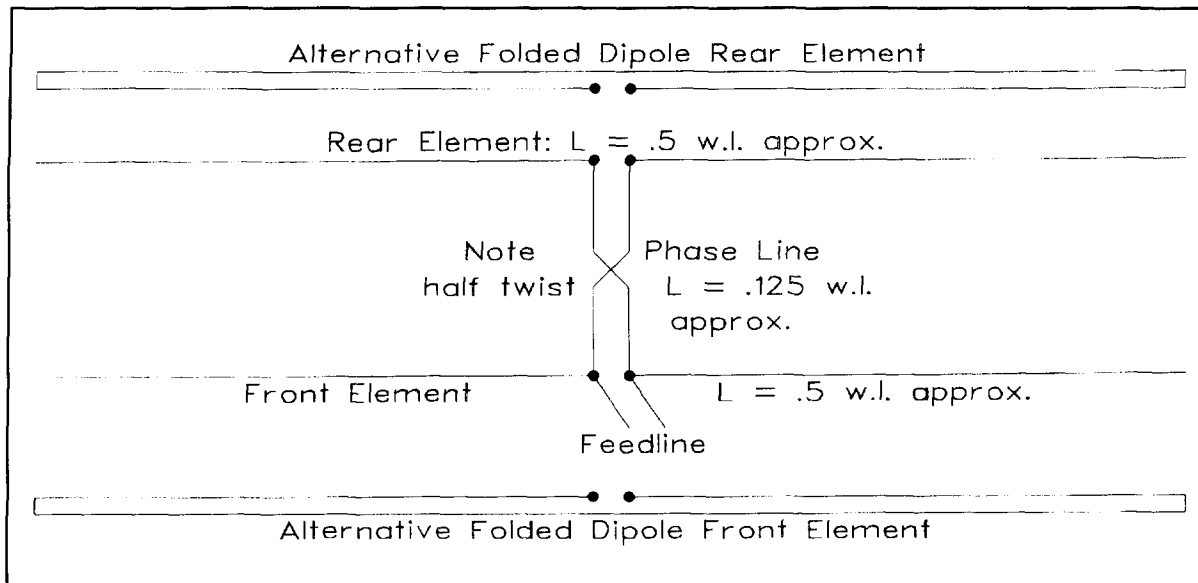 Alternative Folded Dipole Rear Element
Rear Element: L = .5 w.l. approx.
Note
half twist
Phase Line
L = .125 w.l.
approx.
Front Element
L = .5 w.l. approx.
Feedline
Alternative Folded Dipole Front Element